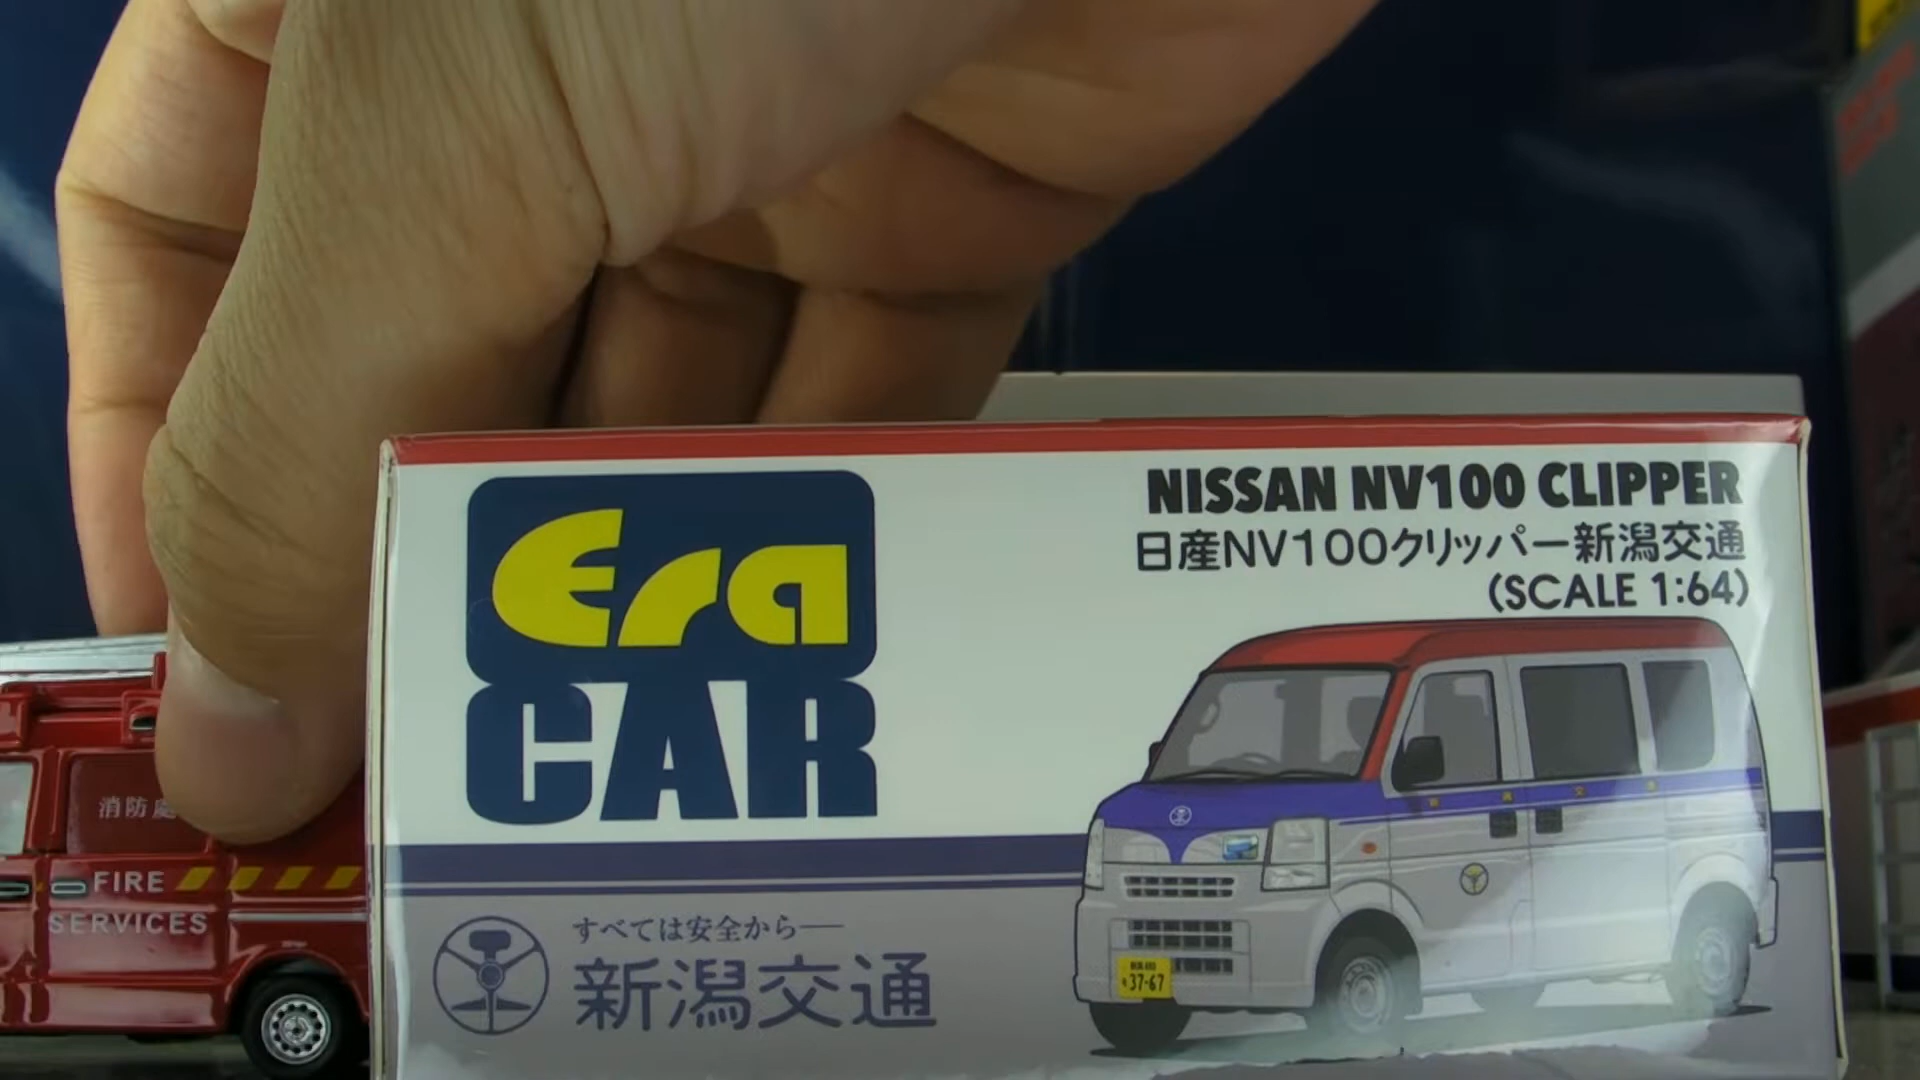 Era
CAR
NISSAN NV100 CLIPPER
日産NV100クリッパー新潟交通
(SCALE 1:64)
すべては安全から──
新潟交通
37-67
消防處
FIRE
SERVICES